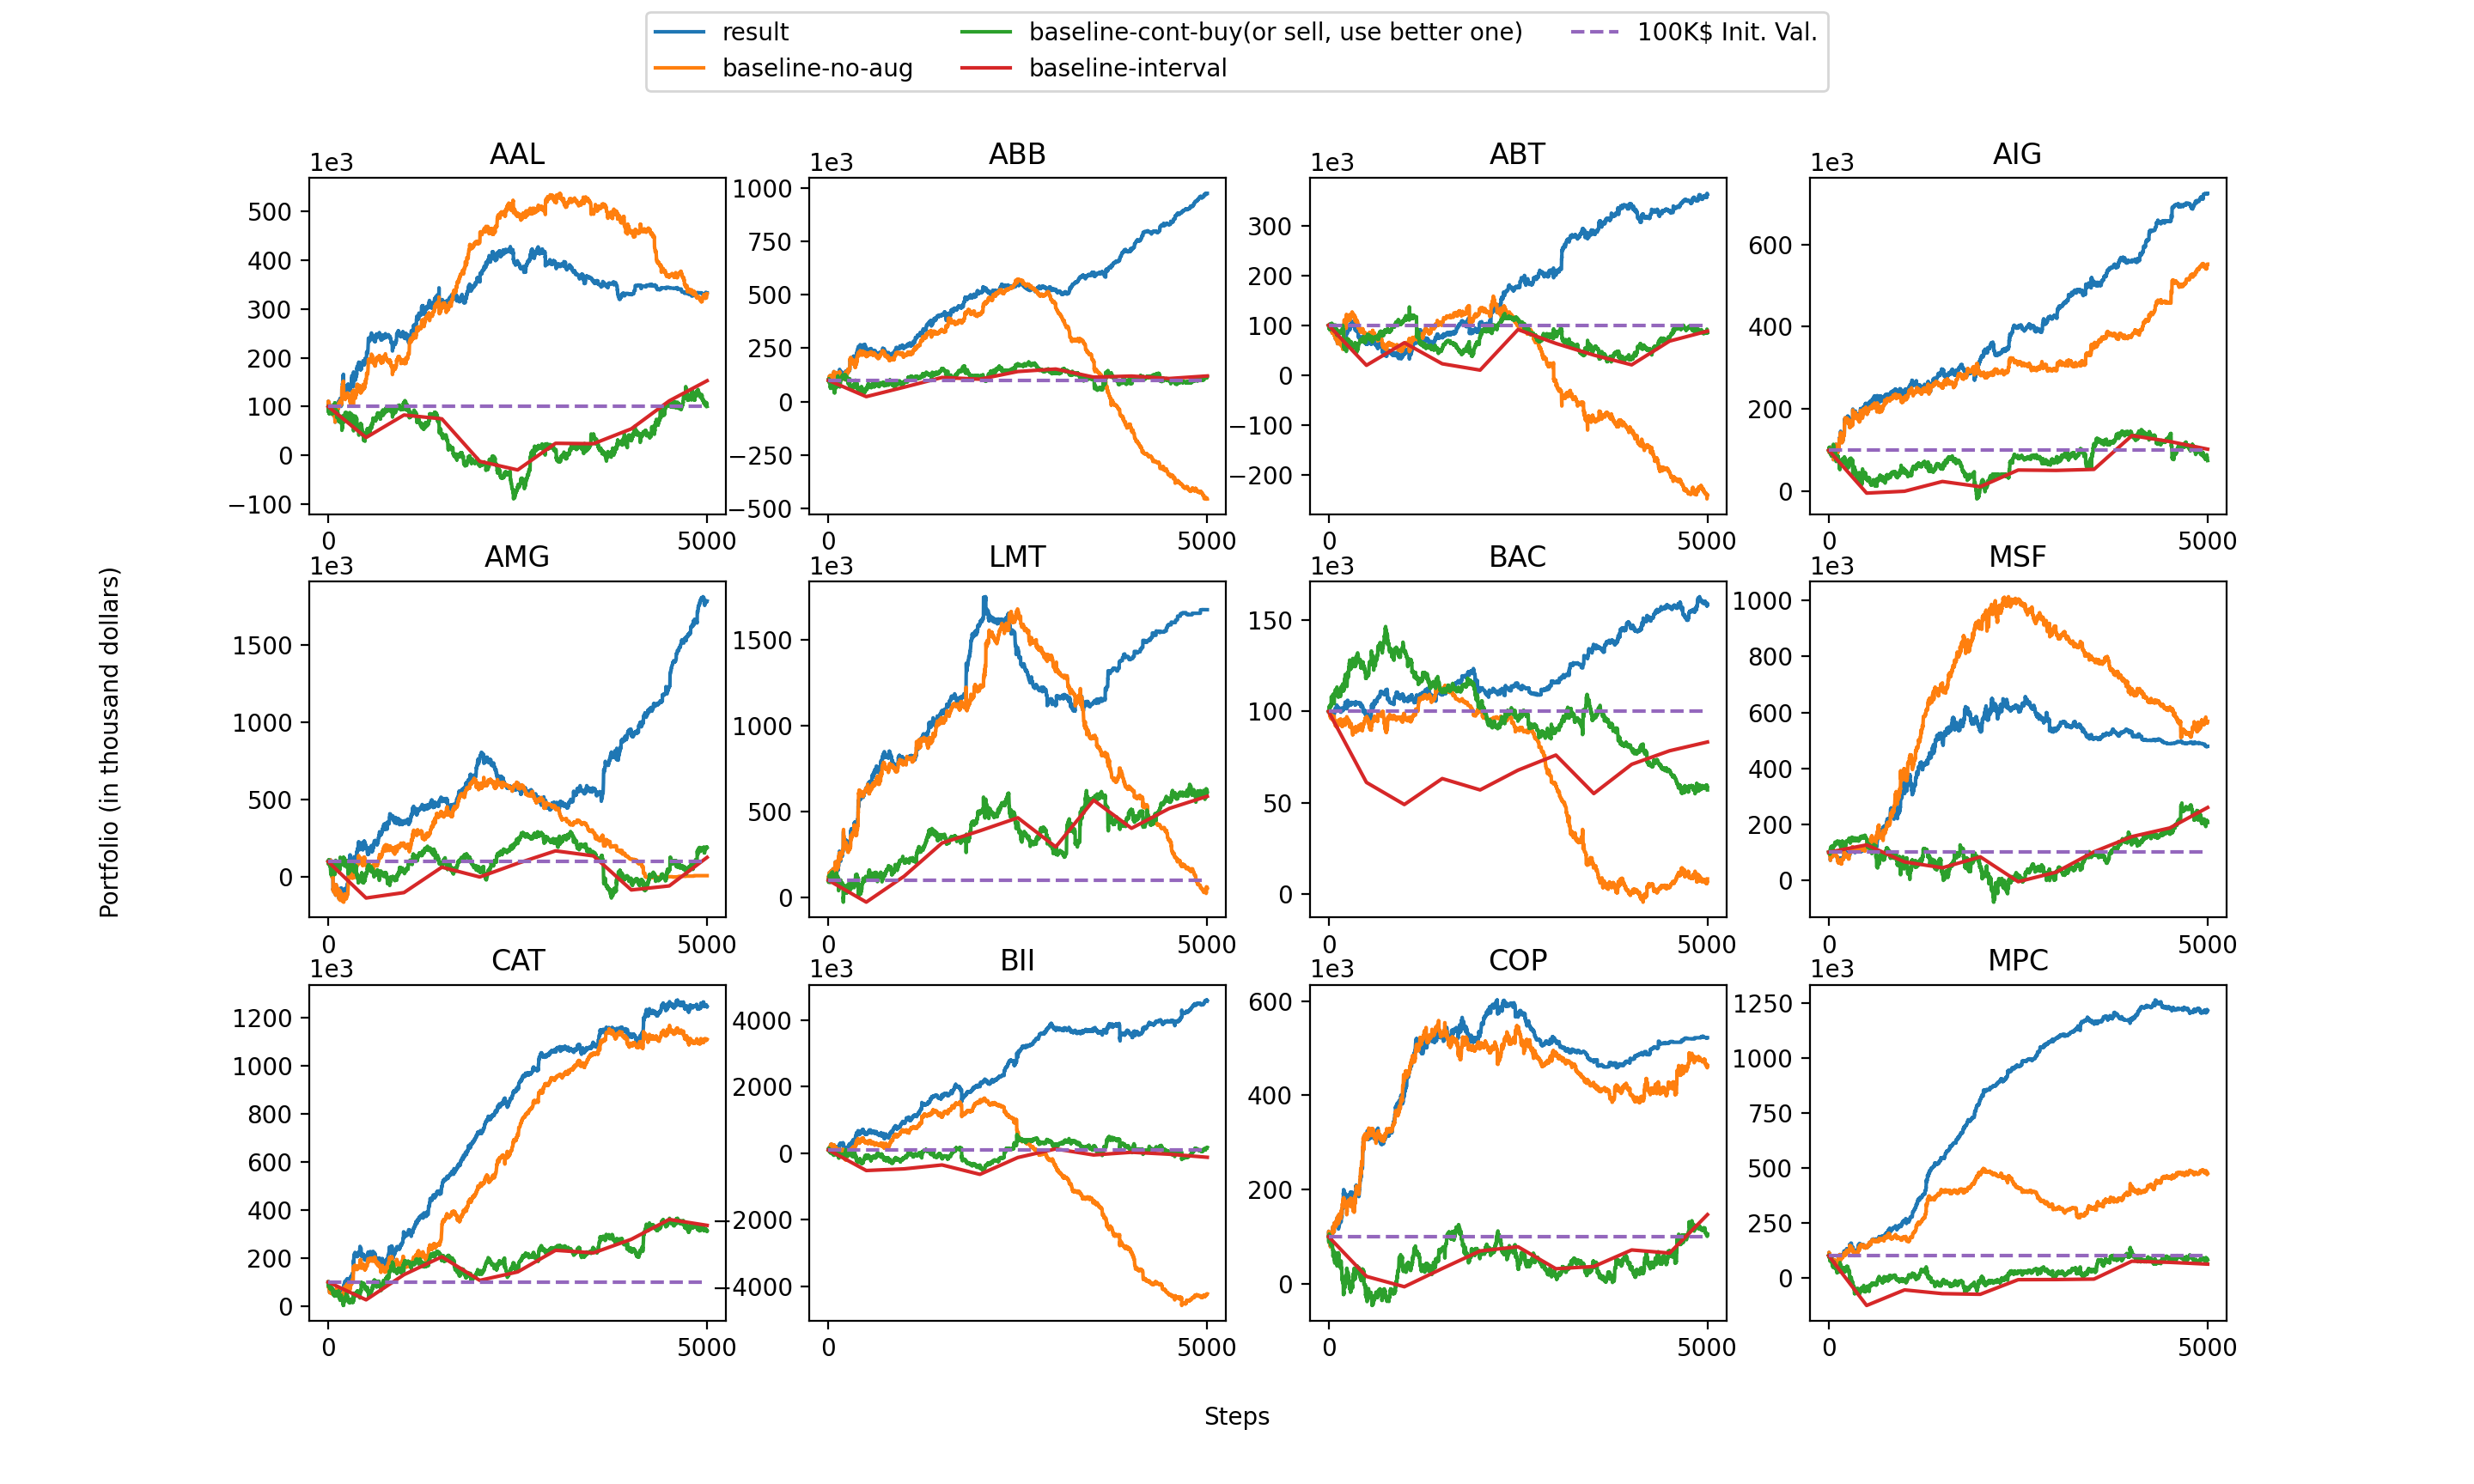 result
baseline-no-aug
baseline-cont-buy(or sell, use better one)
baseline-interval
100K$ Init. Val.
Portfolio (in thousand dollars)
AAL
1e3
500
400
300
200
100
0
−100
0 5000
ABB
1e3
1000
750
500
250
0
−250
−500
0 5000
ABT
1e3
300
200
100
0
−100
−200
0 5000
AIG
1e3
600
400
200
0
0 5000
AMG
1e3
1500
1000
500
0
0 5000
LMT
1e3
1500
1000
500
0
0 5000
BAC
1e3
150
100
50
0
0 5000
MSF
1e3
1000
800
600
400
200
0
0 5000
CAT
1e3
1200
1000
800
600
400
200
0
0 5000
BII
1e3
4000
2000
0
−2000
−4000
0 5000
COP
1e3
600
400
200
0
0 5000
MPC
1e3
1250
1000
750
500
250
0
0 5000
Steps